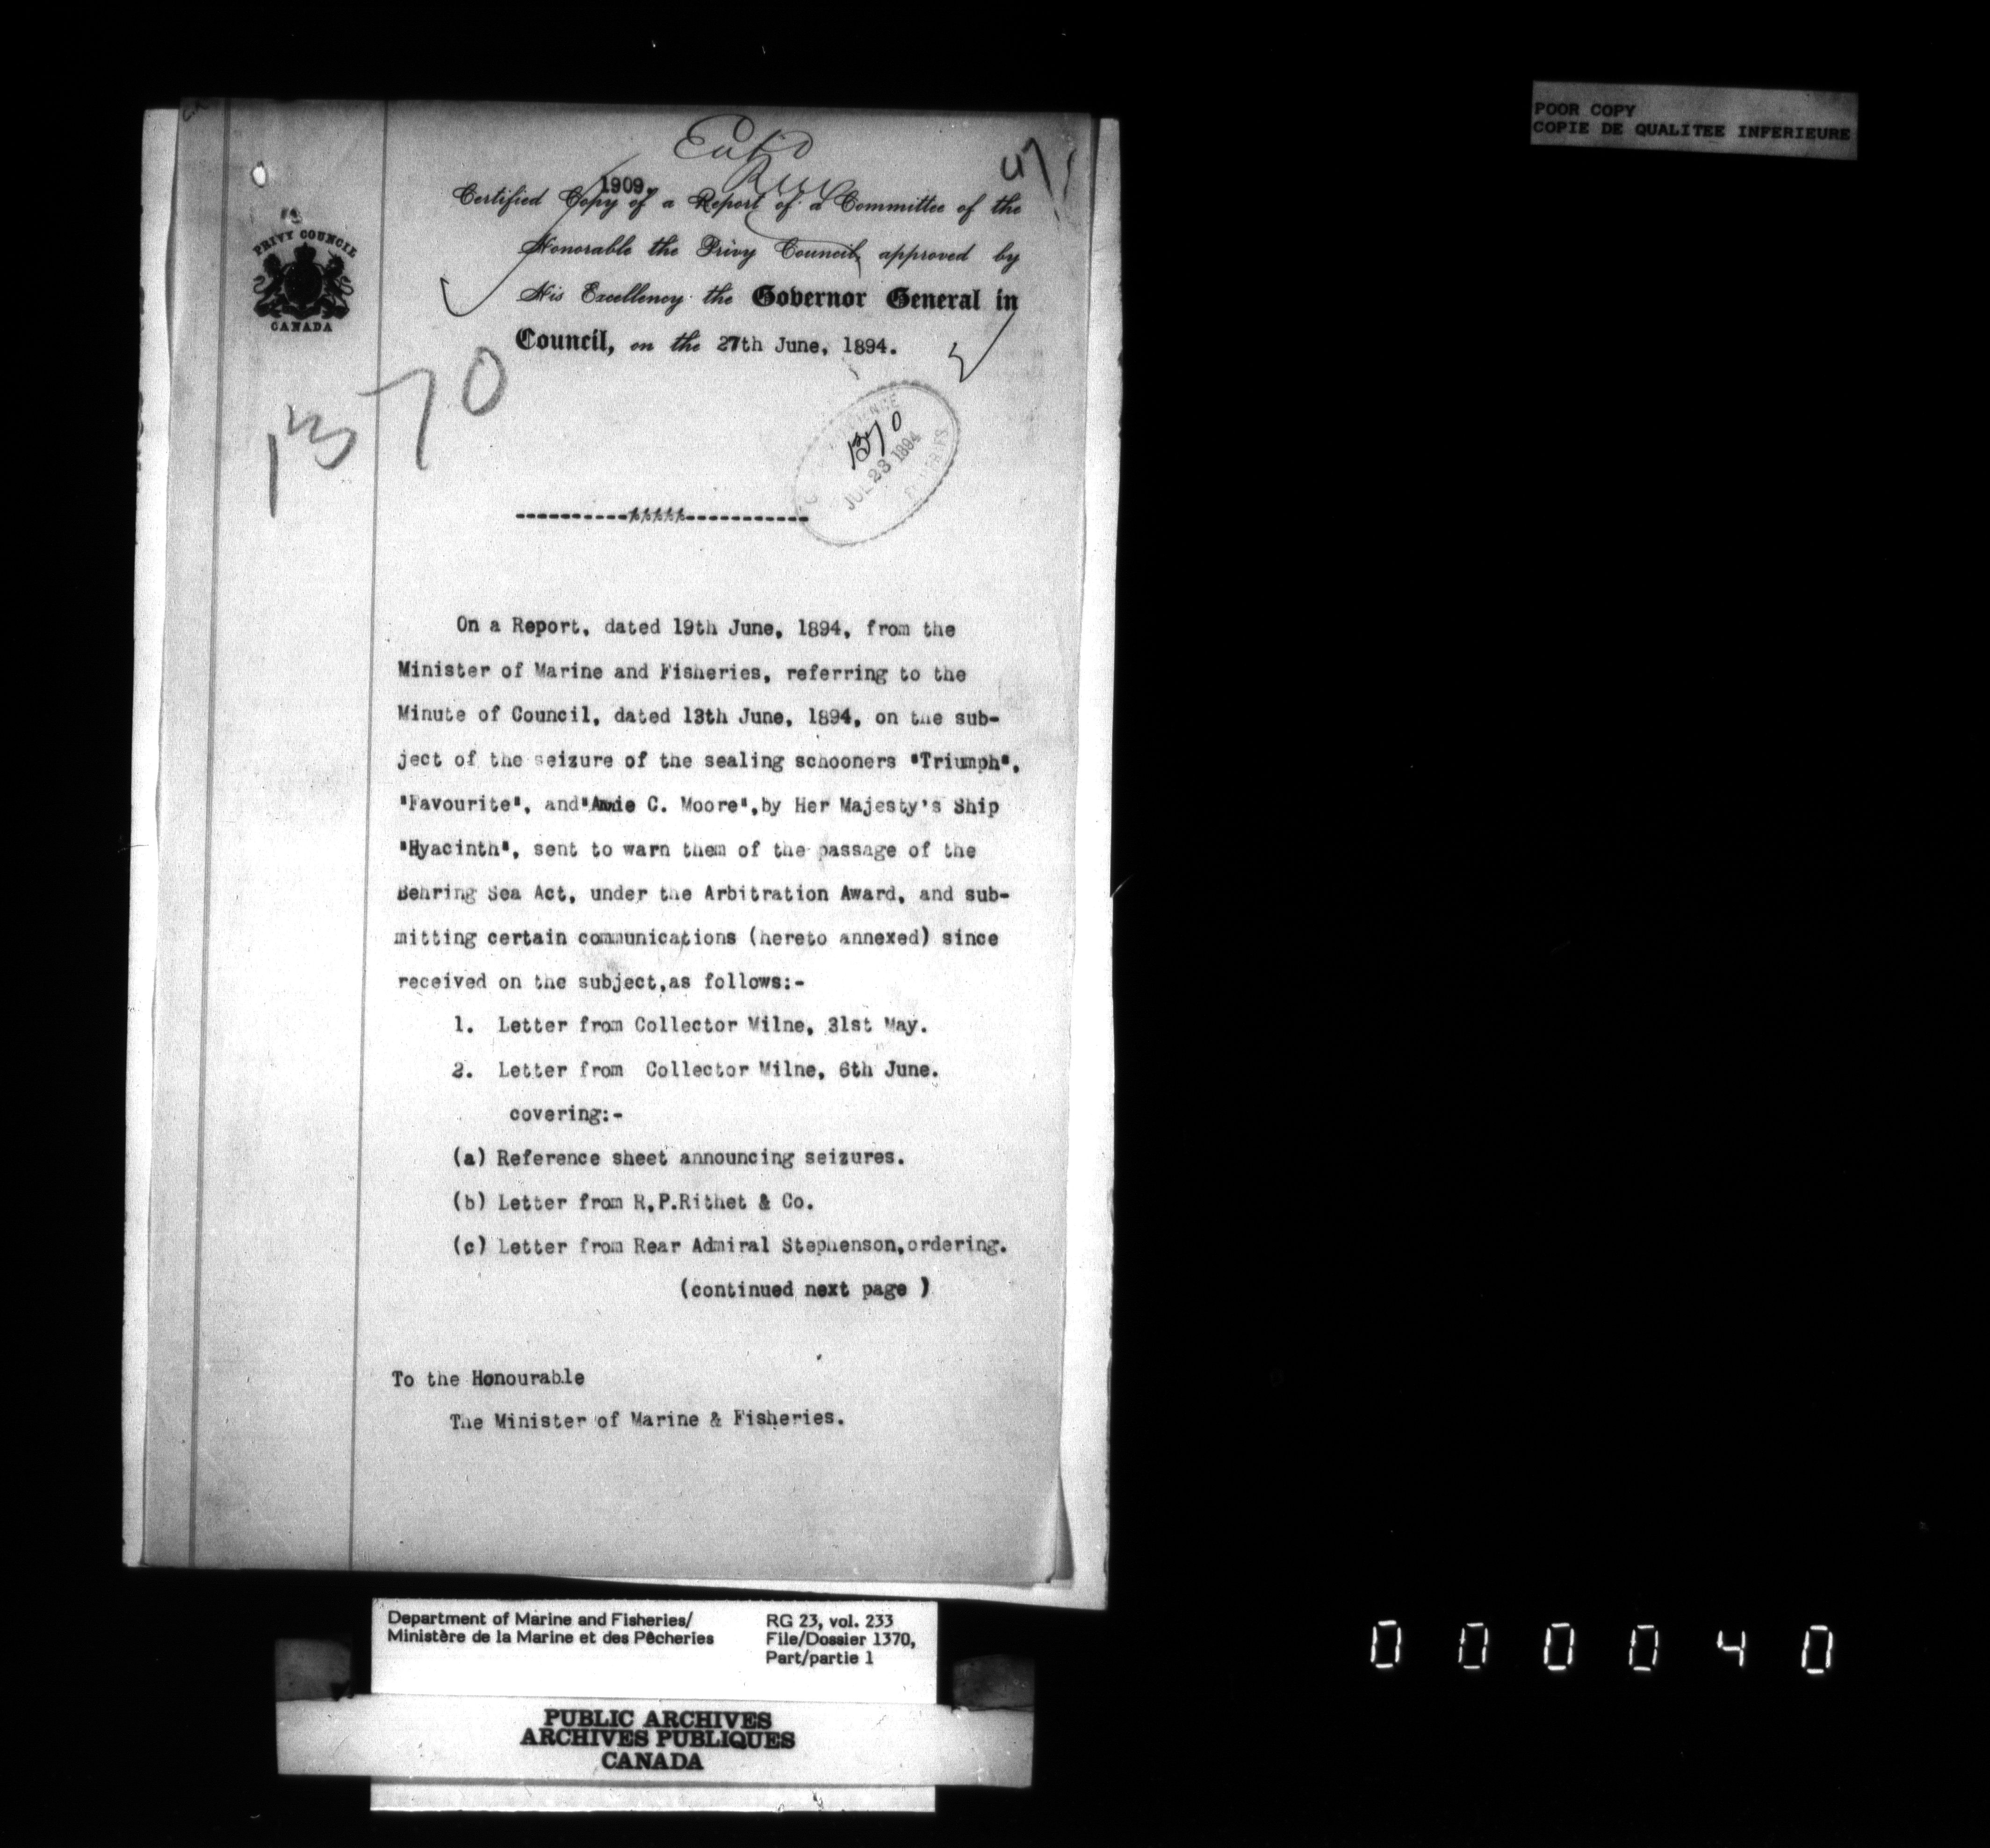 POOR COPY
COPIE DE QUALITEE INFERIEURE
Ent'd
47
1909.
Certified Copy of a Report of a Committee of the
Honorable the Privy Council, approved by
His Excellency the Governor General in
Council, on the 27th June, 1894.
PRIVY COUNCIL
CANADA
1370
1370
JUL 23 1894
FISHERIES
On a Report, dated 19th June, 1894, from the
Minister of Marine and Fisheries, referring to the
Minute of Council, dated 13th June, 1894, on the sub-
ject of the seizure of the sealing schooners "Triumph",
"Favourite", and "Annie C. Moore", by Her Majesty's Ship
"Hyacinth", sent to warn them of the passage of the
Behring Sea Act, under the Arbitration Award, and sub-
mitting certain communications (hereto annexed) since
received on the subject,as follows:-
1. Letter from Collector Milne, 31st May.
2. Letter from Collector Milne, 6th June.
covering:-
(a) Reference sheet announcing seizures.
(b) Letter from R.P.Rithet & Co.
(c) Letter from Rear Admiral Stephenson,ordering.
(continued next page )
To the Honourable
The Minister of Marine & Fisheries.
Department of Marine and Fisheries/
Ministère de la Marine et des Pêcheries
RG 23, vol. 233
File/Dossier 1370,
Part/partie 1
PUBLIC ARCHIVES
ARCHIVES PUBLIQUES
CANADA
000040